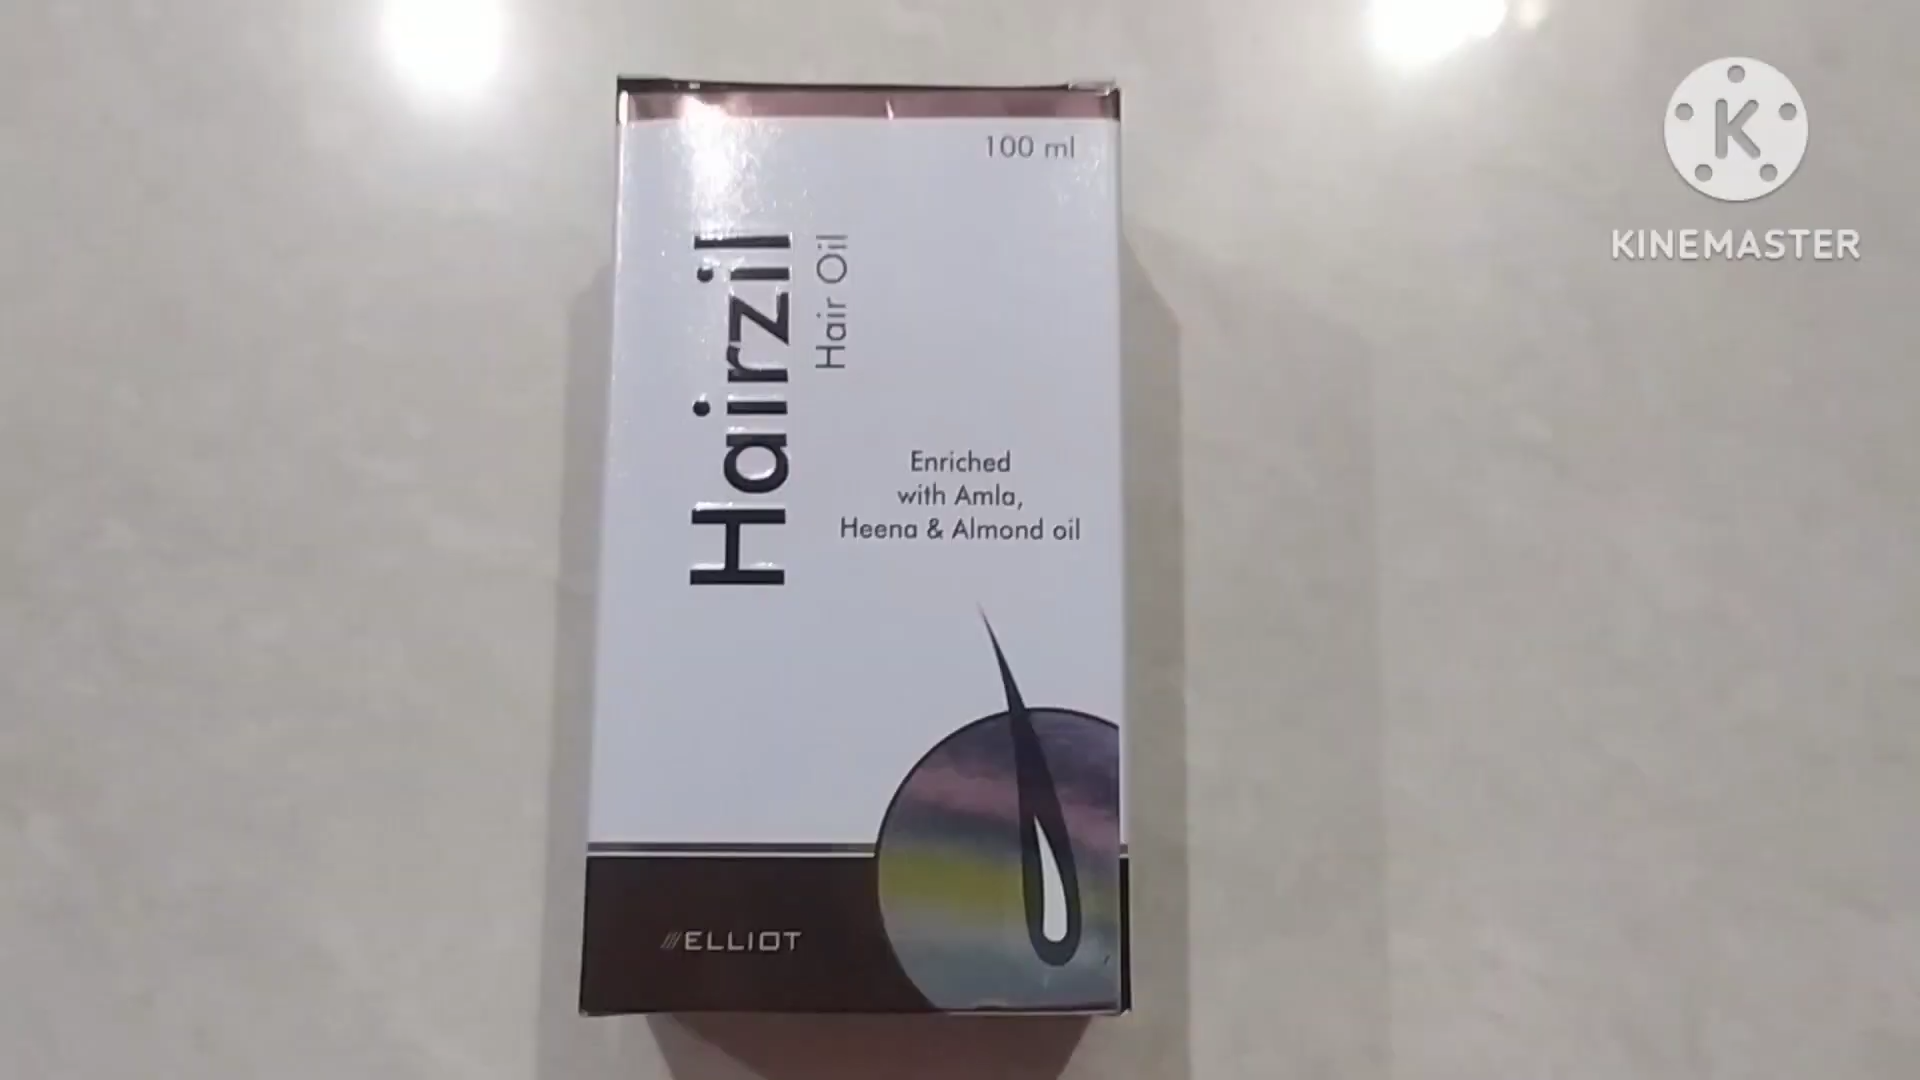 100 ml
Hairzil
Hair Oil
Enriched
with Amla,
Heena & Almond oil
ELLIOT
K
KINEMASTER